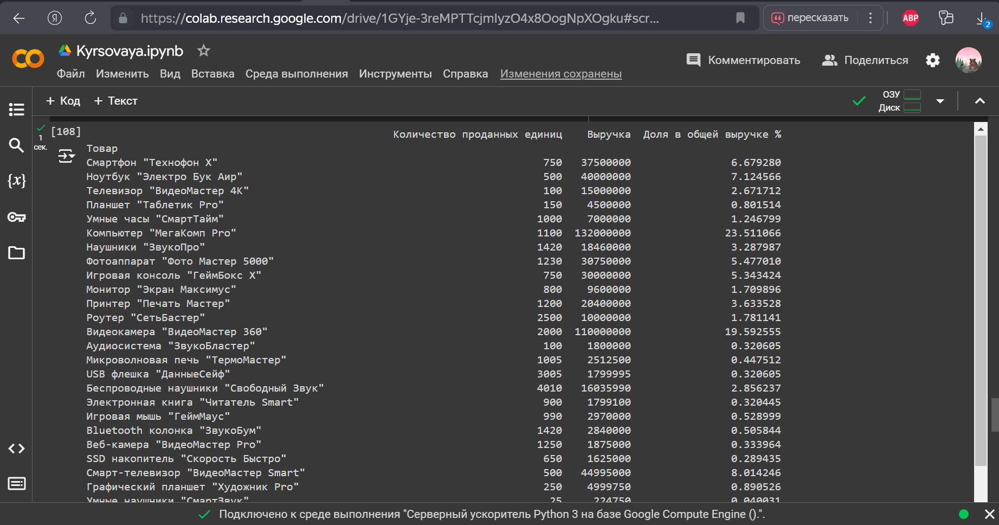 https://colab.research.google.com/drive/1GYje-3reMPTTcjmIyzO4x8OogNpXOgku#scr...
пересказать
ABP
2
Kyrsovaya.ipynb
Комментировать
Поделиться
Файл Изменить Вид Вставка Среда выполнения Инструменты Справка Изменения сохранены
+ Код + Текст
ОЗУ
Диск
[108]
1
сек.
Количество проданных единиц Выручка Доля в общей выручке %
Товар
Смартфон "Технофон X" 750 37500000 6.679280
Ноутбук "Электро Бук Аир" 500 40000000 7.124566
Телевизор "ВидеоМастер 4K" 100 15000000 2.671712
Планшет "Таблетик Pro" 150 4500000 0.801514
Умные часы "СмартТайм" 1000 7000000 1.246799
Компьютер "МегаКомп Pro" 1100 132000000 23.511066
Наушники "ЗвукоПро" 1420 18460000 3.287987
Фотоаппарат "Фото Мастер 5000" 1230 30750000 5.477010
Игровая консоль "ГеймБокс X" 750 30000000 5.343424
Монитор "Экран Максимус" 800 9600000 1.709896
Принтер "Печать Мастер" 1200 20400000 3.633528
Роутер "СетьБастер" 2500 10000000 1.781141
Видеокамера "ВидеоМастер 360" 2000 110000000 19.592555
Аудиосистема "ЗвукоБластер" 100 1800000 0.320605
Микроволновая печь "ТермоМастер" 1005 2512500 0.447512
USB флешка "ДанныеСейф" 3005 1799995 0.320605
Беспроводные наушники "Свободный Звук" 4010 16035990 2.856237
Электронная книга "Читатель Smart" 900 1799100 0.320445
Игровая мышь "ГеймМаус" 990 2970000 0.528999
Bluetooth колонка "ЗвукоБум" 1420 2840000 0.505844
Веб-камера "ВидеоМастер Pro" 1250 1875000 0.333964
SSD накопитель "Скорость Быстро" 650 1625000 0.289435
Смарт-телевизор "ВидеоМастер Smart" 500 44995000 8.014246
Графический планшет "Художник Pro" 250 4999750 0.890526
Умные наушники "СмартЗвук" 25 224750 0.040031
Подключено к среде выполнения "Серверный ускоритель Python 3 на базе Google Compute Engine ().".